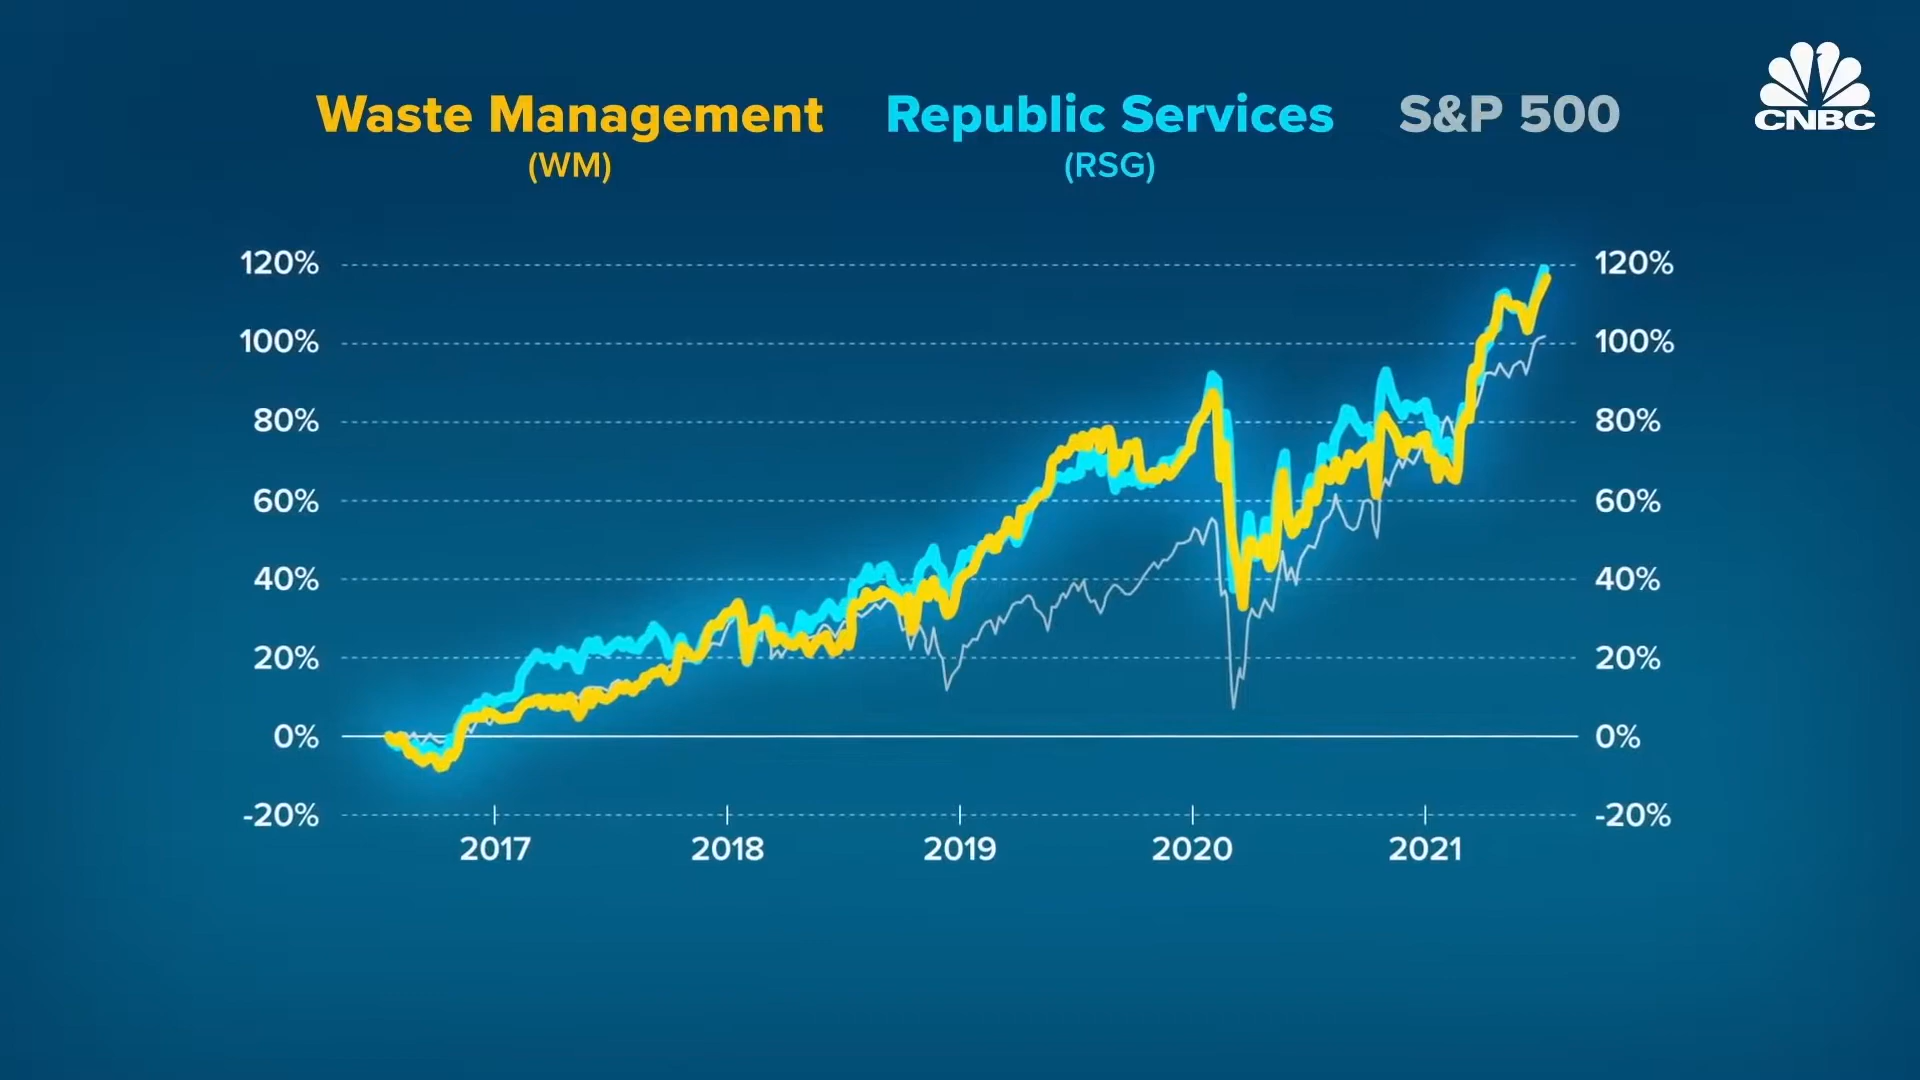 Waste Management Republic Services S&P 500
(WM) (RSG)
CNBC
120% 120%
100% 100%
80% 80%
60% 60%
40% 40%
20% 20%
0% 0%
-20% -20%
2017 2018 2019 2020 2021